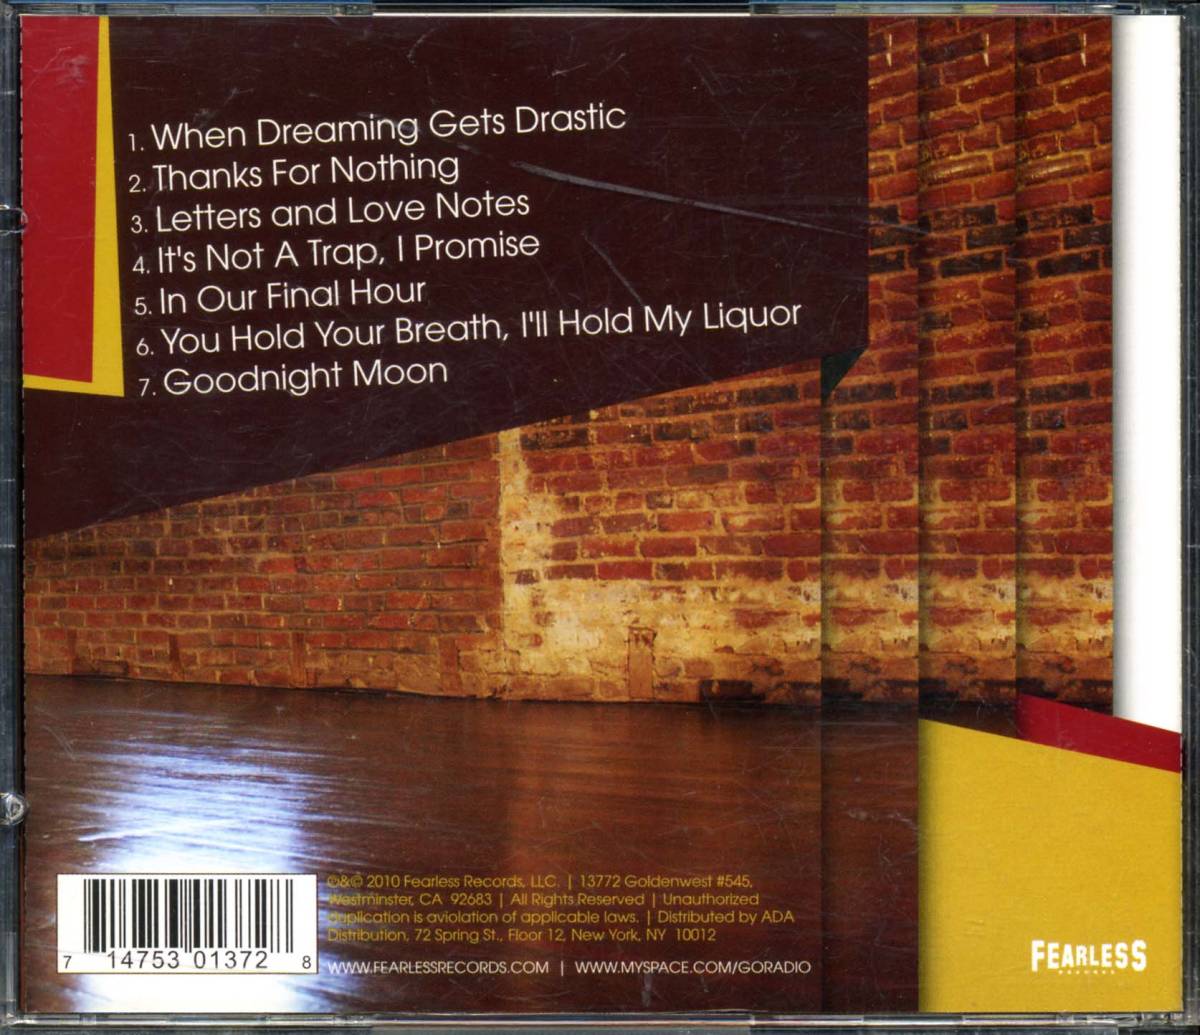 1. When Dreaming Gets Drastic
2. Thanks For Nothing
3. Letters and Love Notes
4. It's Not A Trap, I Promise
5. In Our Final Hour
6. You Hold Your Breath, I'll Hold My Liquor
7. Goodnight Moon
℗&© 2010 Fearless Records, LLC. | 13772 Goldenwest #545,
Westminster, CA 92683 | All Rights Reserved | Unauthorized
duplication is aviolation of applicable laws. | Distributed by ADA
Distribution, 72 Spring St., Floor 12, New York, NY 10012
WWW.FEARLESSRECORDS.COM | WWW.MYSPACE.COM/GORADIO
7 14753 01372 8
FEARLESS
RECORDS